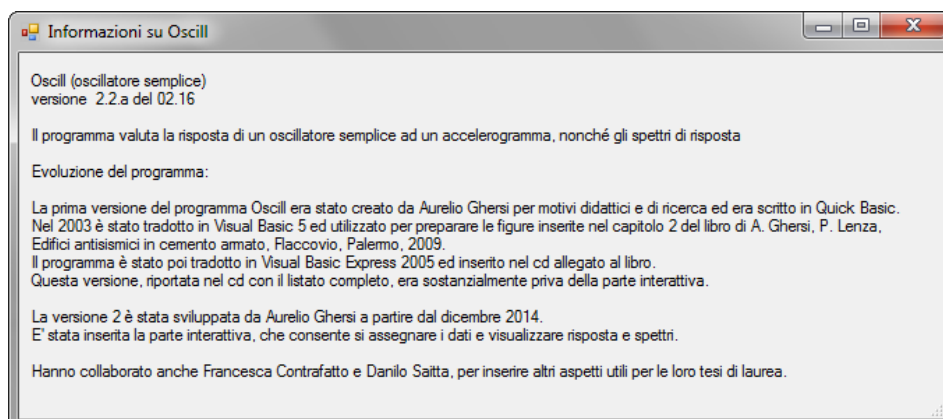 Informazioni su Oscill
Oscill (oscillatore semplice)
versione 2.2.a del 02.16
Il programma valuta la risposta di un oscillatore semplice ad un accelerogramma, nonché gli spettri di risposta
Evoluzione del programma:
La prima versione del programma Oscill era stato creato da Aurelio Ghersi per motivi didattici e di ricerca ed era scritto in Quick Basic.
Nel 2003 è stato tradotto in Visual Basic 5 ed utilizzato per preparare le figure inserite nel capitolo 2 del libro di A. Ghersi, P. Lenza,
Edifici antisismici in cemento armato, Flaccovio, Palermo, 2009.
Il programma è stato poi tradotto in Visual Basic Express 2005 ed inserito nel cd allegato al libro.
Questa versione, riportata nel cd con il listato completo, era sostanzialmente priva della parte interattiva.
La versione 2 è stata sviluppata da Aurelio Ghersi a partire dal dicembre 2014.
E' stata inserita la parte interattiva, che consente si assegnare i dati e visualizzare risposta e spettri.
Hanno collaborato anche Francesca Contrafatto e Danilo Saitta, per inserire altri aspetti utili per le loro tesi di laurea.